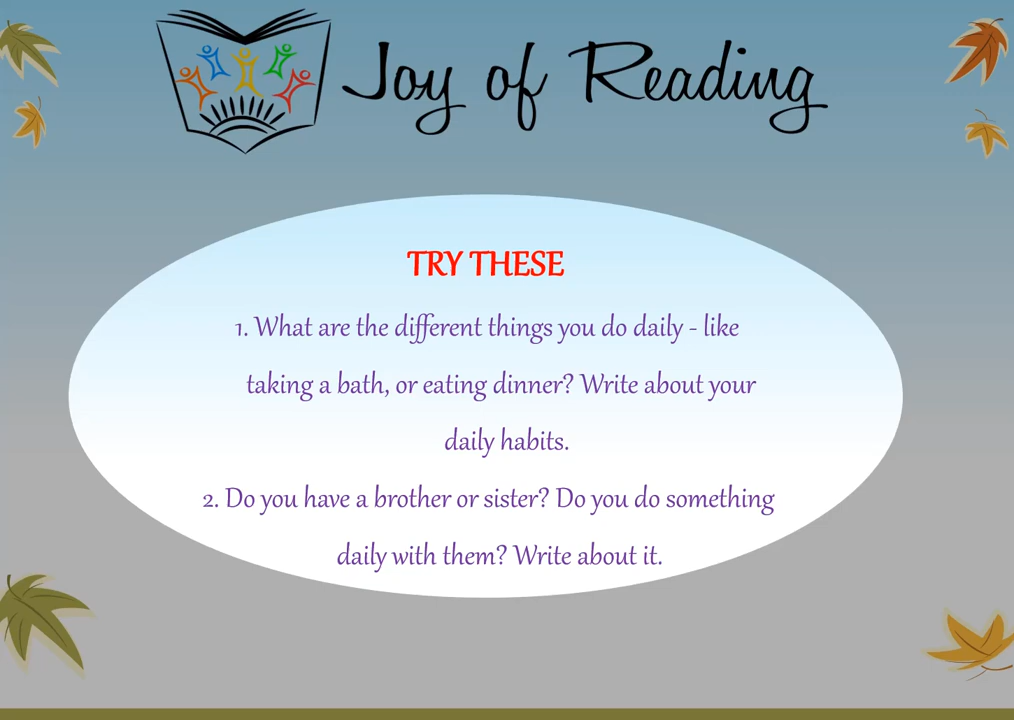 Joy of Reading
TRY THESE
1. What are the different things you do daily - like
taking a bath, or eating dinner? Write about your
daily habits.
2. Do you have a brother or sister? Do you do something
daily with them? Write about it.